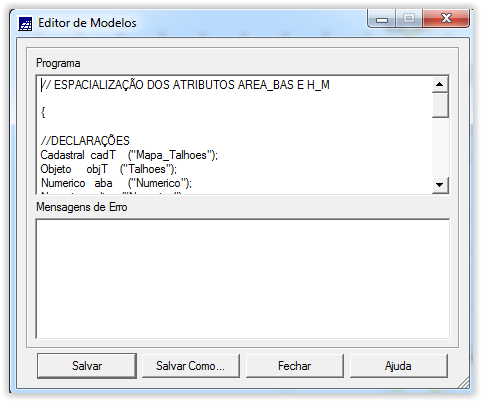 Editor de Modelos
Programa
// ESPACIALIZAÇÃO DOS ATRIBUTOS AREA_BAS E H_M
{
//DECLARAÇÕES
Cadastral cadT ("Mapa_Talhoes");
Objeto objT ("Talhoes");
Numerico aba ("Numerico");
Mensagens de Erro
Salvar
Salvar Como...
Fechar
Ajuda